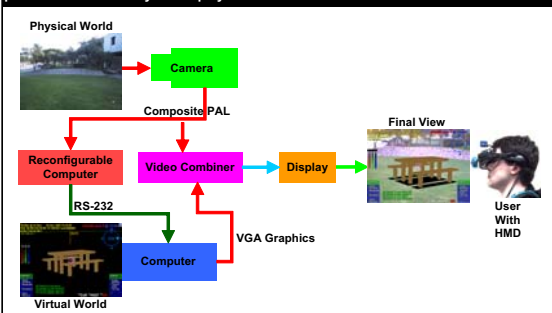 Physical World
Camera
Composite PAL
Final View
Reconfigurable
Computer
Video Combiner
Display
RS-232
User
With
HMD
VGA Graphics
Computer
Virtual World